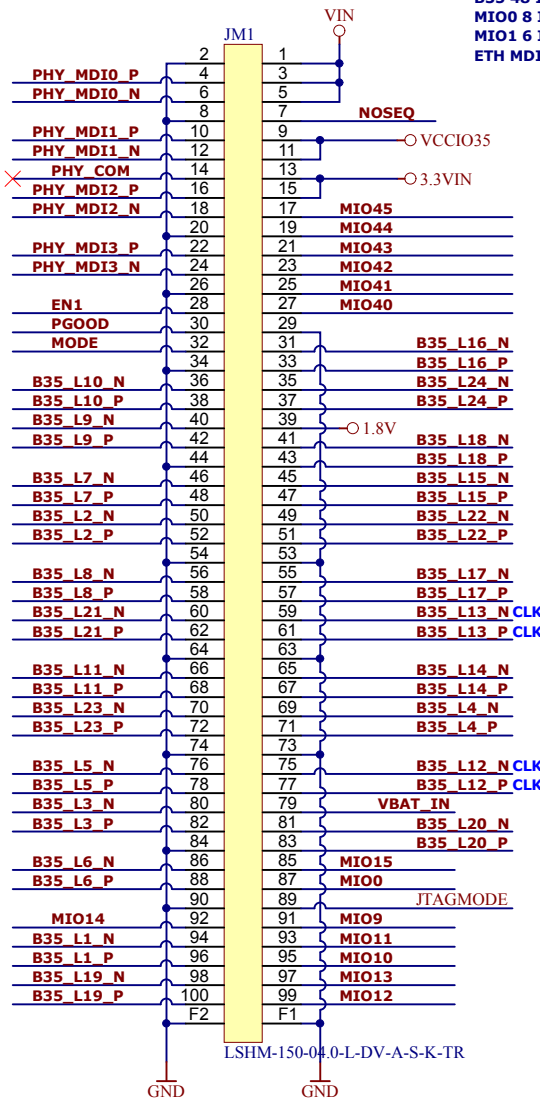 B35 48 I
MIO0 8 I
MIO1 6 I
ETH MDI
VIN
JM1
2 1
PHY_MDI0_P 4 3
PHY_MDI0_N 6 5
8 7 NOSEQ
PHY_MDI1_P 10 9 VCCIO35
PHY_MDI1_N 12 11
PHY_COM 14 13 3.3VIN
PHY_MDI2_P 16 15
PHY_MDI2_N 18 17 MIO45
20 19 MIO44
PHY_MDI3_P 22 21 MIO43
PHY_MDI3_N 24 23 MIO42
26 25 MIO41
EN1 28 27 MIO40
PGOOD 30 29
MODE 32 31 B35_L16_N
34 33 B35_L16_P
B35_L10_N 36 35 B35_L24_N
B35_L10_P 38 37 B35_L24_P
B35_L9_N 40 39 1.8V
B35_L9_P 42 41 B35_L18_N
44 43 B35_L18_P
B35_L7_N 46 45 B35_L15_N
B35_L7_P 48 47 B35_L15_P
B35_L2_N 50 49 B35_L22_N
B35_L2_P 52 51 B35_L22_P
54 53
B35_L8_N 56 55 B35_L17_N
B35_L8_P 58 57 B35_L17_P
B35_L21_N 60 59 B35_L13_N CLK
B35_L21_P 62 61 B35_L13_P CLK
64 63
B35_L11_N 66 65 B35_L14_N
B35_L11_P 68 67 B35_L14_P
B35_L23_N 70 69 B35_L4_N
B35_L23_P 72 71 B35_L4_P
74 73
B35_L5_N 76 75 B35_L12_N CLK
B35_L5_P 78 77 B35_L12_P CLK
B35_L3_N 80 79 VBAT_IN
B35_L3_P 82 81 B35_L20_N
84 83 B35_L20_P
B35_L6_N 86 85 MIO15
B35_L6_P 88 87 MIO0
90 89 JTAGMODE
MIO14 92 91 MIO9
B35_L1_N 94 93 MIO11
B35_L1_P 96 95 MIO10
B35_L19_N 98 97 MIO13
B35_L19_P 100 99 MIO12
F2 F1
LSHM-150-04.0-L-DV-A-S-K-TR
GND GND